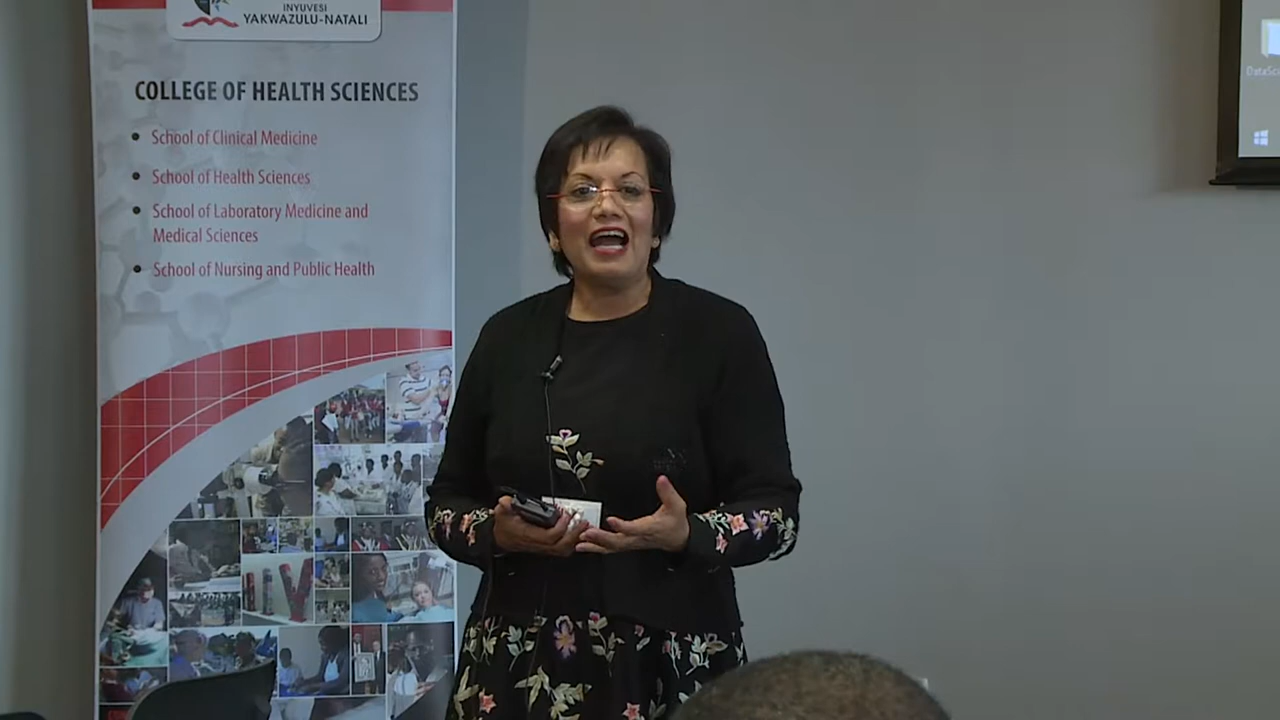 INYUVESI
YAKWAZULU-NATALI
COLLEGE OF HEALTH SCIENCES
• School of Clinical Medicine
• School of Health Sciences
• School of Laboratory Medicine and
Medical Sciences
• School of Nursing and Public Health
HIV